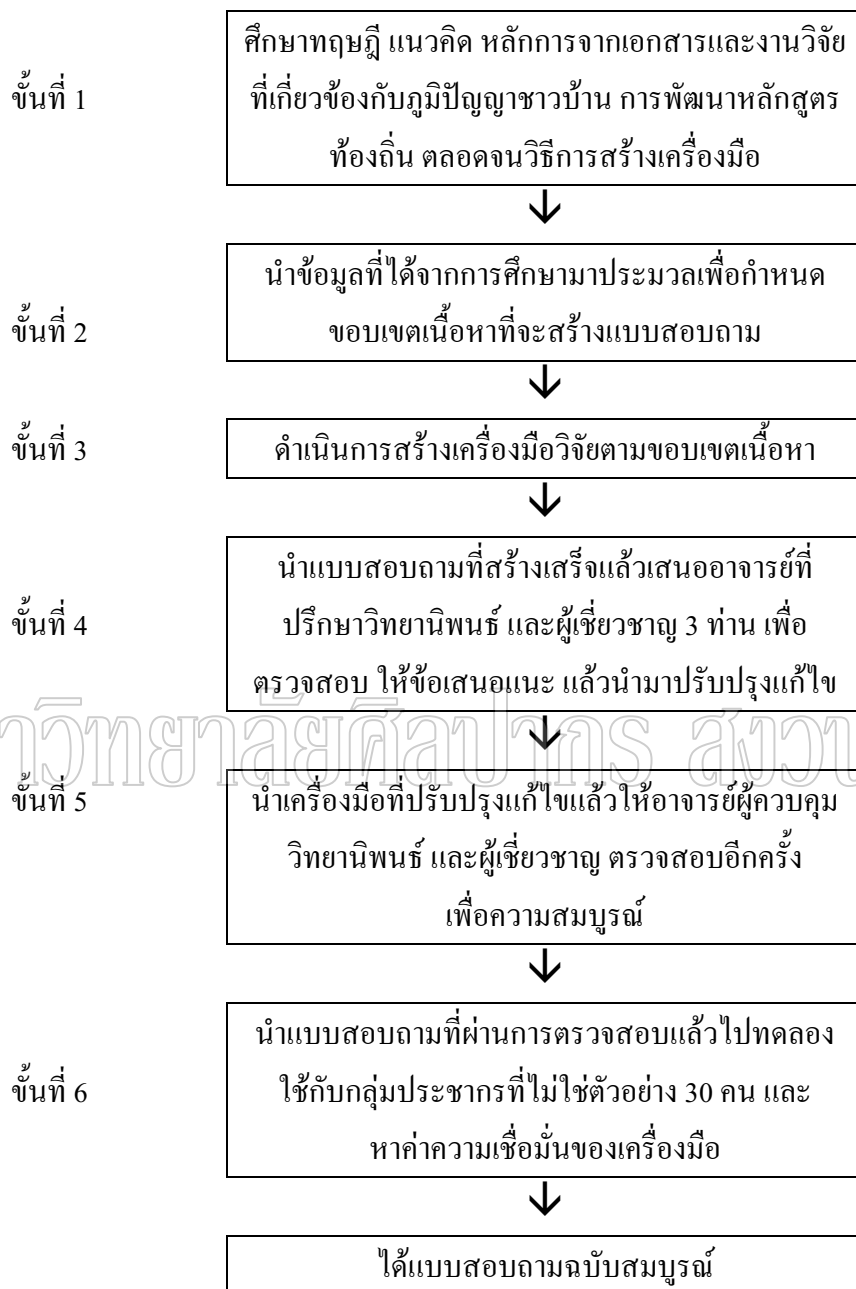 ศึกษาทฤษฎี แนวคิด หลักการจากเอกสารและงานวิจัย
ขั้นที่ 1
ที่เกี่ยวข้องกับภูมิปัญญาชาวบ้าน การพัฒนาหลักสูตร
ท้องถิ่น ตลอดจนวิธีการสร้างเครื่องมือ
นำข้อมูลที่ได้จากการศึกษามาประมวลเพื่อกำหนด
ขั้นที่ 2
ขอบเขตเนื้อหาที่จะสร้างแบบสอบถาม
ขั้นที่ 3
ดำเนินการสร้างเครื่องมือวิจัยตามขอบเขตเนื้อหา
นำแบบสอบถามที่สร้างเสร็จแล้วเสนออาจารย์ที่
ขั้นที่ 4
ปรึกษาวิทยานิพนธ์ และผู้เชี่ยวชาญ 3 ท่าน เพื่อ
ตรวจสอบ ให้ข้อเสนอแนะ แล้วนำมาปรับปรุงแก้ไข
าวิทยาลัยศิลปากร สงวน
ขั้นที่ 5
นำเครื่องมือที่ปรับปรุงแก้ไขแล้วให้อาจารย์ผู้ควบคุม
วิทยานิพนธ์ และผู้เชี่ยวชาญ ตรวจสอบอีกครั้ง
เพื่อความสมบูรณ์
นำแบบสอบถามที่ผ่านการตรวจสอบแล้วไปทดลอง
ขั้นที่ 6
ใช้กับกลุ่มประชากรที่ไม่ใช่ตัวอย่าง 30 คน และ
หาค่าความเชื่อมั่นของเครื่องมือ
ได้แบบสอบถามฉบับสมบูรณ์